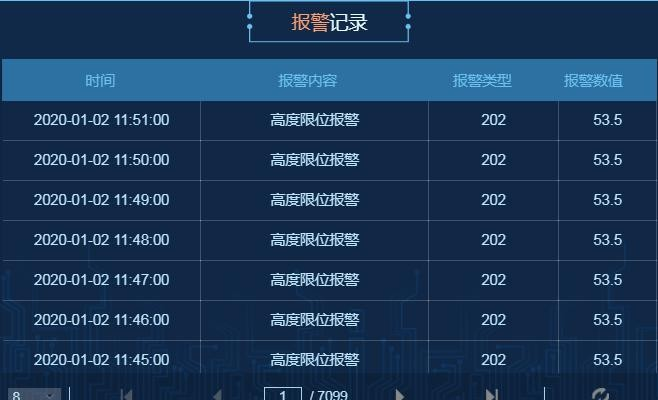 报警记录
时间 报警内容 报警类型 报警数值
2020-01-02 11:51:00 高度限位报警 202 53.5
2020-01-02 11:50:00 高度限位报警 202 53.5
2020-01-02 11:49:00 高度限位报警 202 53.5
2020-01-02 11:48:00 高度限位报警 202 53.5
2020-01-02 11:47:00 高度限位报警 202 53.5
2020-01-02 11:46:00 高度限位报警 202 53.5
2020-01-02 11:45:00 高度限位报警 202 53.5
8 1 / 7099